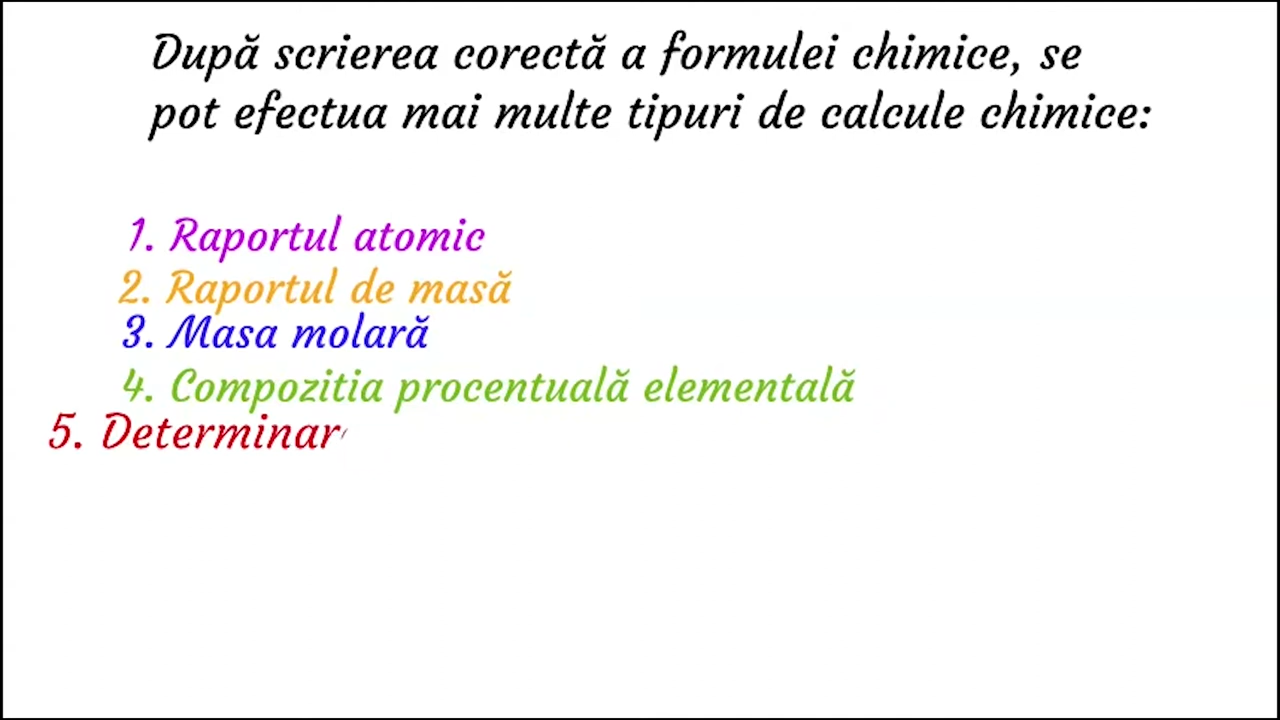 După scrierea corectă a formulei chimice, se
pot efectua mai multe tipuri de calcule chimice:
1. Raportul atomic
2. Raportul de masă
3. Masa molară
4. Compozitia procentuală elementală
5. Determinar